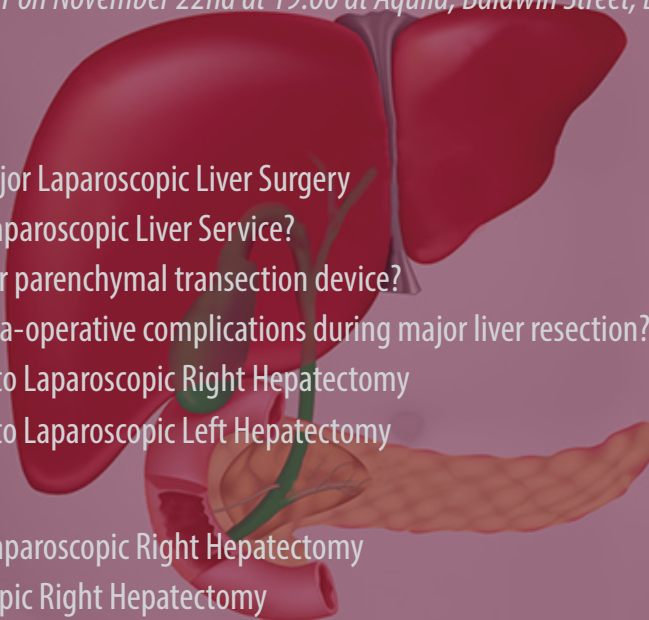 on November 22nd at 19.00 at Aquila, Baldwin Street,
jor Laparoscopic Liver Surgery
paroscopic Liver Service?
r parenchymal transection device?
a-operative complications during major liver resection?
to Laparoscopic Right Hepatectomy
to Laparoscopic Left Hepatectomy
paroscopic Right Hepatectomy
pic Right Hepatectomy